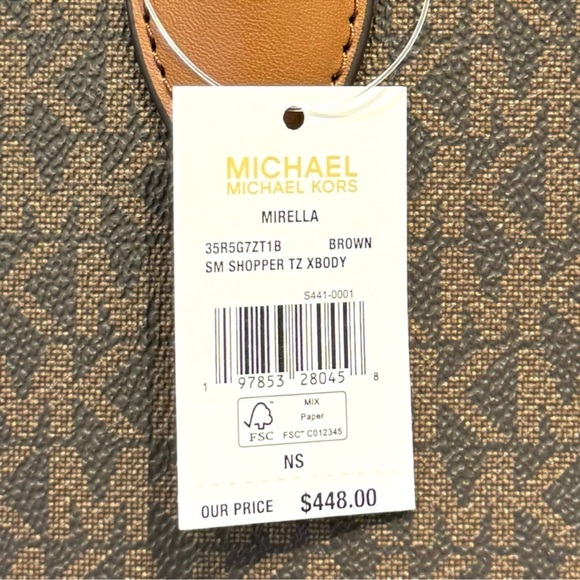 MICHAEL
MICHAEL KORS
MIRELLA
35R5G7ZT1B BROWN
SM SHOPPER TZ XBODY
S441-0001
1 97853 28045 8
FSC
MIX
Paper
FSC™ C012345
NS
OUR PRICE $448.00